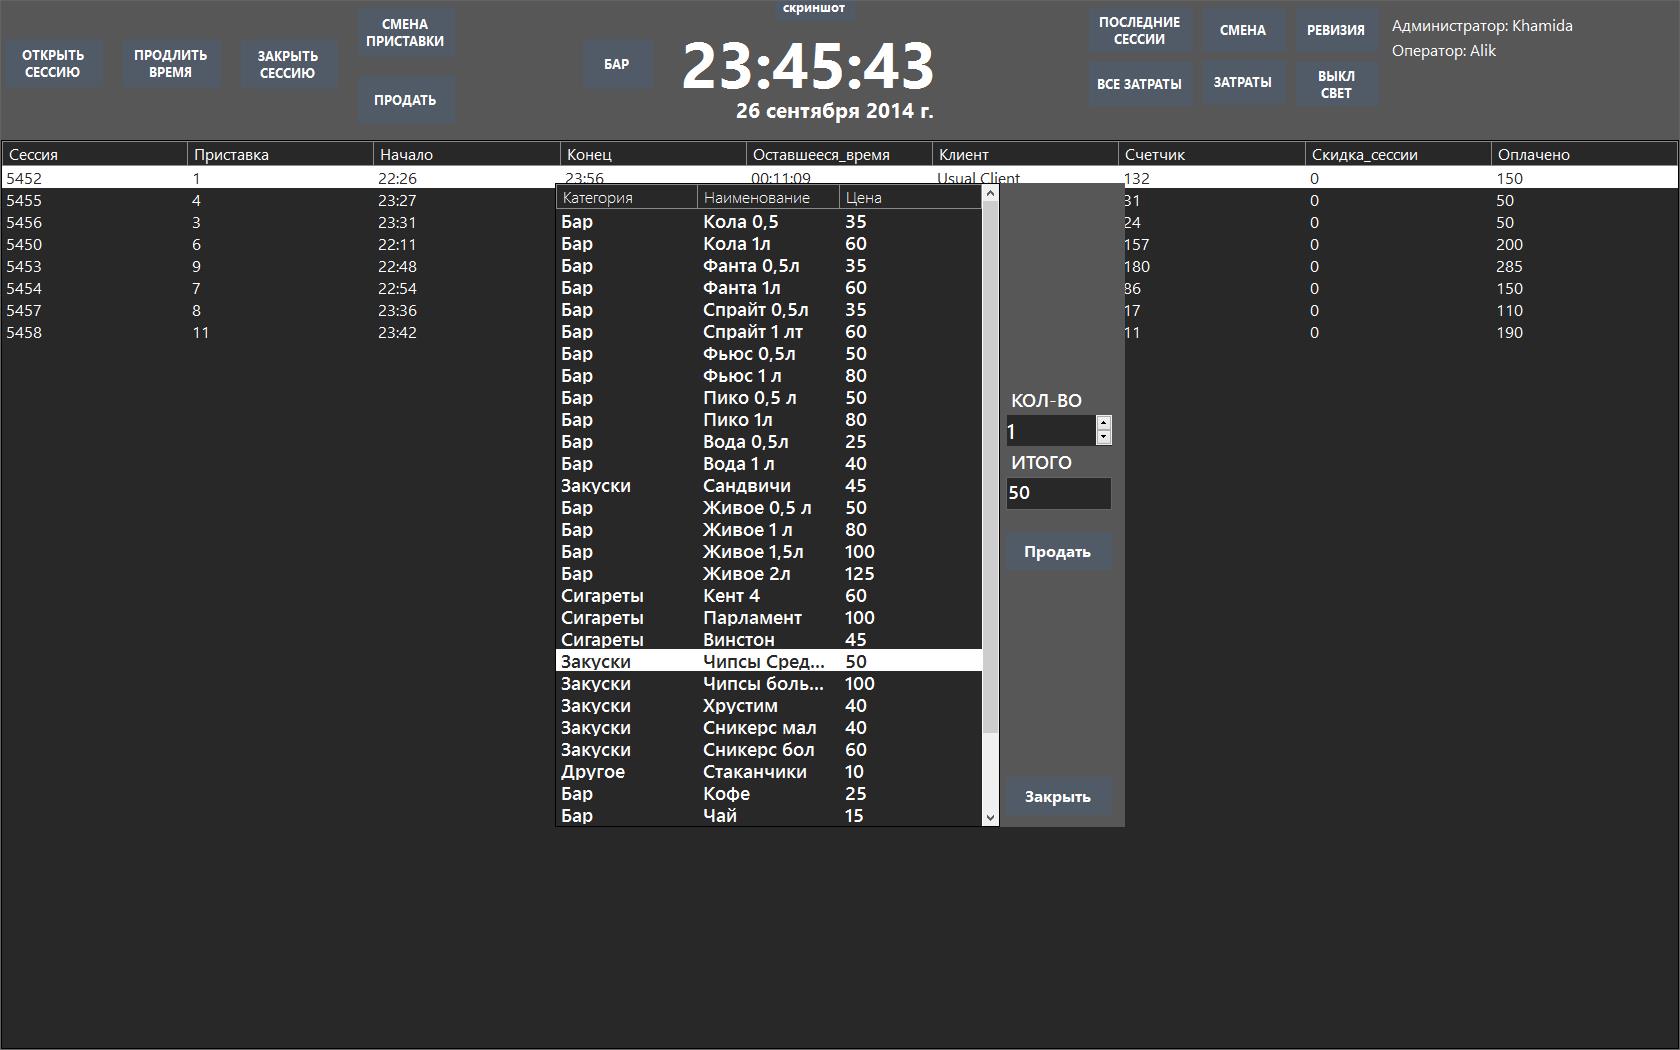 скриншот
ОТКРЫТЬ
СЕССИЮ
ПРОДЛИТЬ
ВРЕМЯ
ЗАКРЫТЬ
СЕССИЮ
СМЕНА
ПРИСТАВКИ
ПРОДАТЬ
БАР
23:45:43
26 сентября 2014 г.
ПОСЛЕДНИЕ
СЕССИИ
СМЕНА
РЕВИЗИЯ
ВСЕ ЗАТРАТЫ
ЗАТРАТЫ
ВЫКЛ
СВЕТ
Администратор: Khamida
Оператор: Alik
Сессия Приставка Начало Конец Оставшееся_время Клиент Счетчик Скидка_сессии Оплачено
5452 1 22:26 23:56 00:11:09 Usual Client 132 0 150
5455 4 23:27 31 0 50
5456 3 23:31 24 0 50
5450 6 22:11 157 0 200
5453 9 22:48 180 0 285
5454 7 22:54 86 0 150
5457 8 23:36 17 0 110
5458 11 23:42 11 0 190
Категория Наименование Цена
Бар Кола 0,5 35
Бар Кола 1л 60
Бар Фанта 0,5л 35
Бар Фанта 1л 60
Бар Спрайт 0,5л 35
Бар Спрайт 1 лт 60
Бар Фьюс 0,5л 50
Бар Фьюс 1 л 80
Бар Пико 0,5 л 50
Бар Пико 1л 80
Бар Вода 0,5л 25
Бар Вода 1 л 40
Закуски Сандвичи 45
Бар Живое 0,5 л 50
Бар Живое 1 л 80
Бар Живое 1,5л 100
Бар Живое 2л 125
Сигареты Кент 4 60
Сигареты Парламент 100
Сигареты Винстон 45
Закуски Чипсы Сред... 50
Закуски Чипсы боль... 100
Закуски Хрустим 40
Закуски Сникерс мал 40
Закуски Сникерс бол 60
Другое Стаканчики 10
Бар Кофе 25
Бар Чай 15
КОЛ-ВО
1
ИТОГО
50
Продать
Закрыть